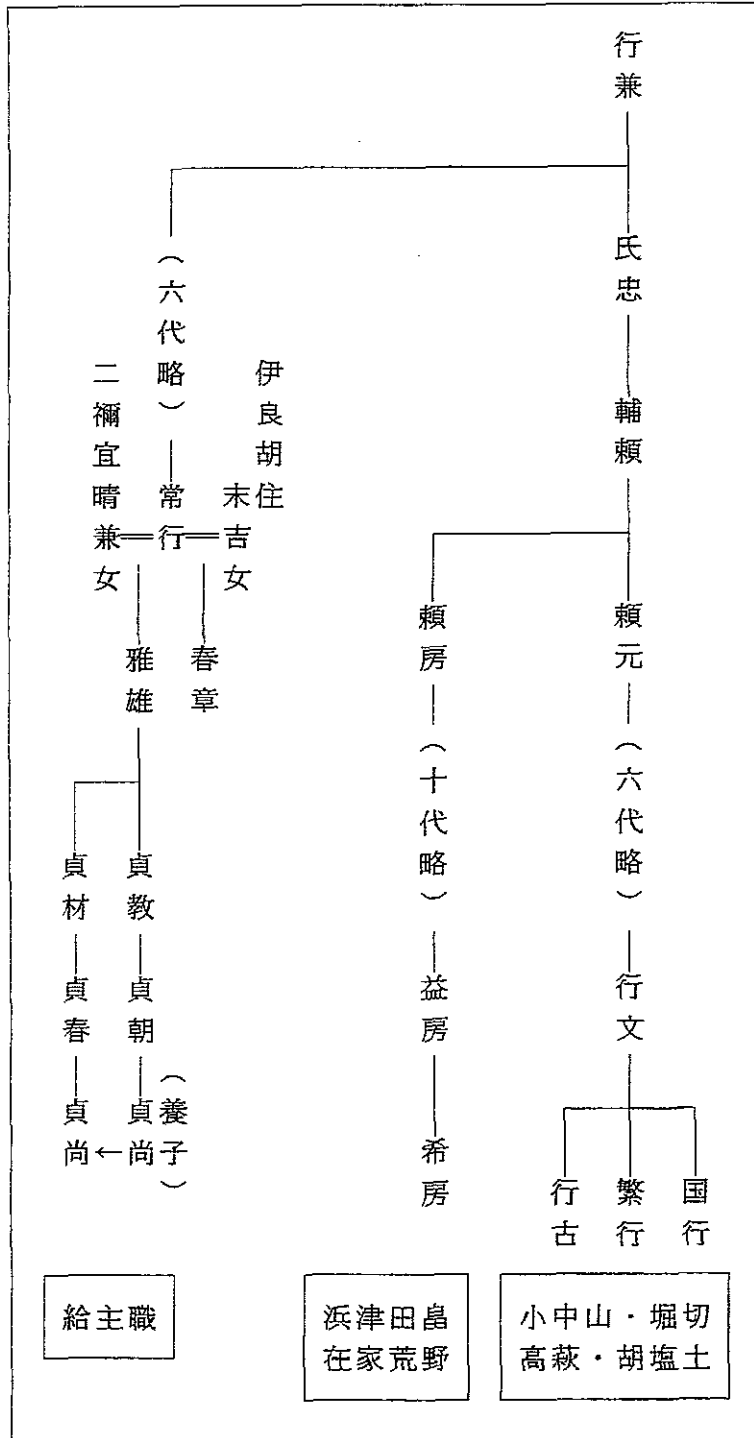 行兼
氏忠
輔頼
頼元
（六代略）
行文
国行
繁行
行古
小中山・堀切
高萩・胡塩土
頼房
（十代略）
益房
希房
浜津田畠
在家荒野
（六代略）
常行
伊良胡住
末吉女
二禰宜晴兼女
春章
雅雄
貞教
貞朝
（養子）
貞尚
貞材
貞春
貞尚
←
給主職